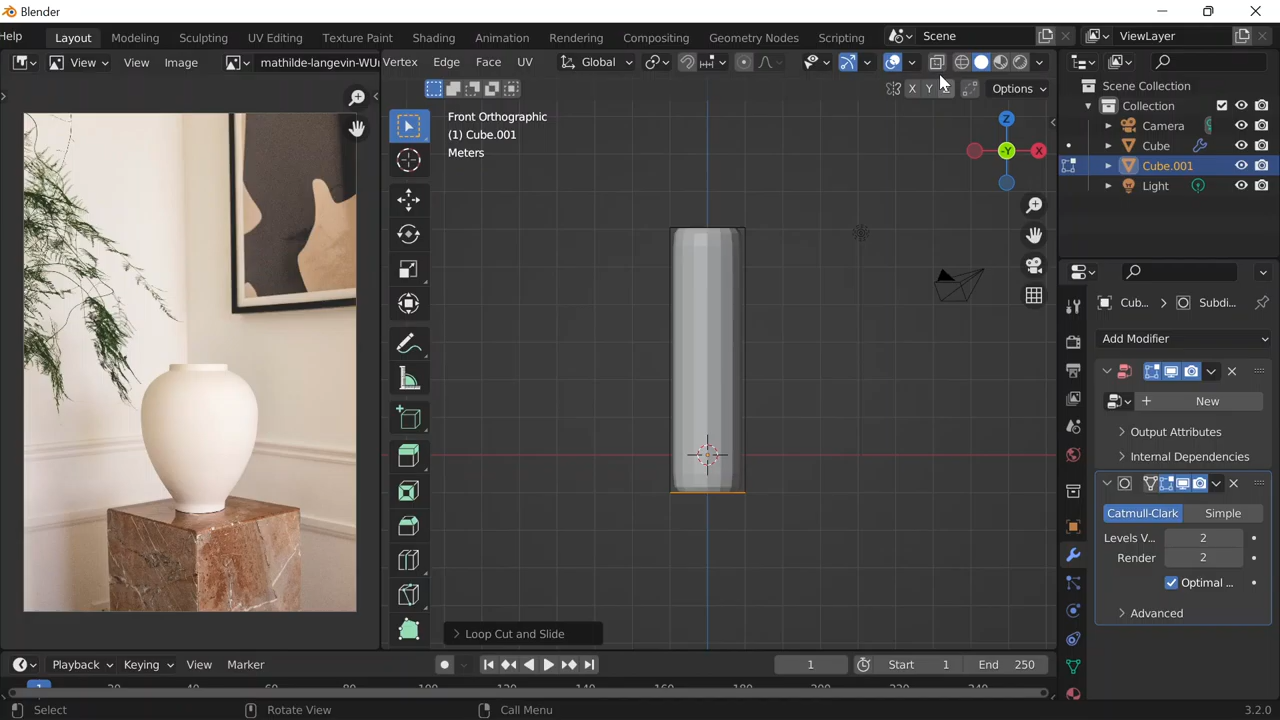 Blender
Help
Layout
Modeling
Sculpting
UV Editing
Texture Paint
Shading
Animation
Rendering
Compositing
Geometry Nodes
Scripting
Scene
ViewLayer
View
View
Image
mathilde-langevin-WU
Vertex
Edge
Face
UV
Global
X
Y
Options
Front Orthographic
(1) Cube.001
Meters
Z
X
-Y
Scene Collection
Collection
Camera
Cube
Cube.001
Light
Cub...
Subdi...
Add Modifier
New
Output Attributes
Internal Dependencies
Catmull-Clark
Simple
Levels V...
2
Render
2
Optimal ...
Advanced
Loop Cut and Slide
Playback
Keying
View
Marker
1
Start
1
End
250
1
Select
Rotate View
Call Menu
3.2.0